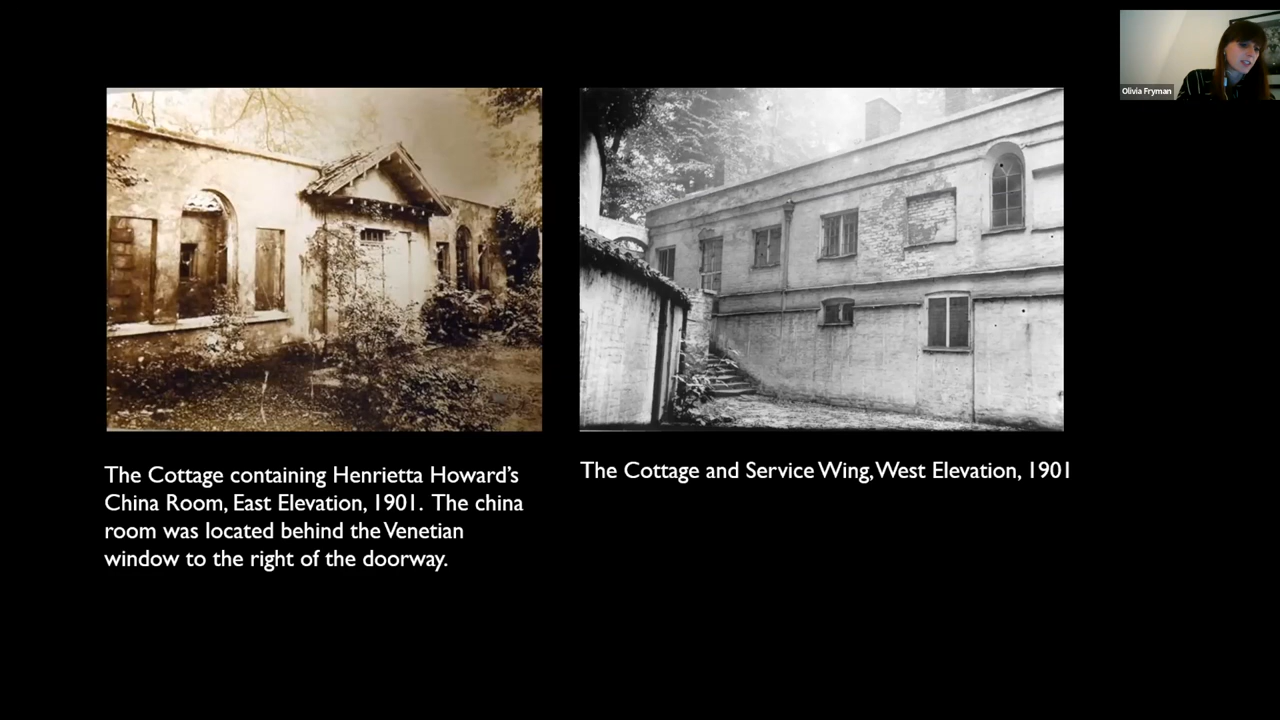 Olivia Fryman
The Cottage containing Henrietta Howard's
China Room, East Elevation, 1901. The china
room was located behind the Venetian
window to the right of the doorway.
The Cottage and Service Wing, West Elevation, 1901